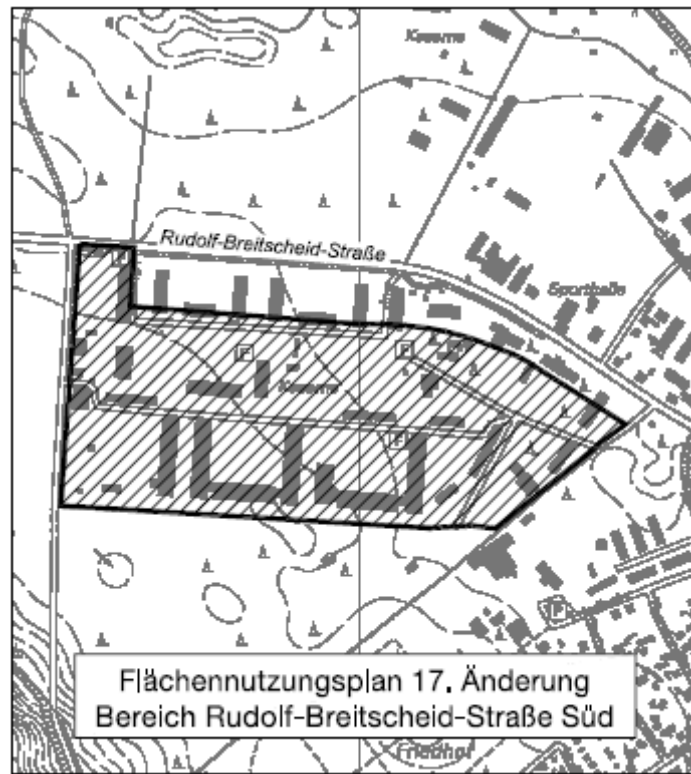 Kaserne
Rudolf-Breitscheid-Straße
Sporthalle
P
P
P
Kaserne
P
P
Flächennutzungsplan 17. Änderung
Bereich Rudolf-Breitscheid-Straße Süd
Friedhof